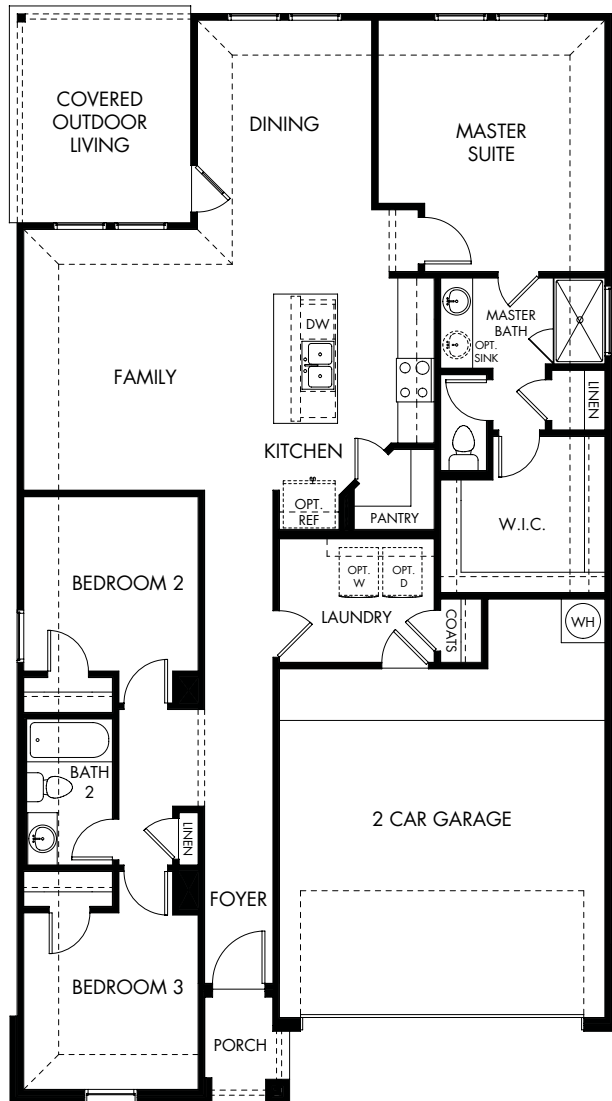 COVERED
OUTDOOR
LIVING
DINING
MASTER
SUITE
DW
MASTER
BATH
OPT.
SINK
LINEN
FAMILY
KITCHEN
OPT.
REF
PANTRY
W.I.C.
BEDROOM 2
OPT.
W
OPT.
D
LAUNDRY
COATS
WH
BATH
2
LINEN
2 CAR GARAGE
FOYER
BEDROOM 3
PORCH